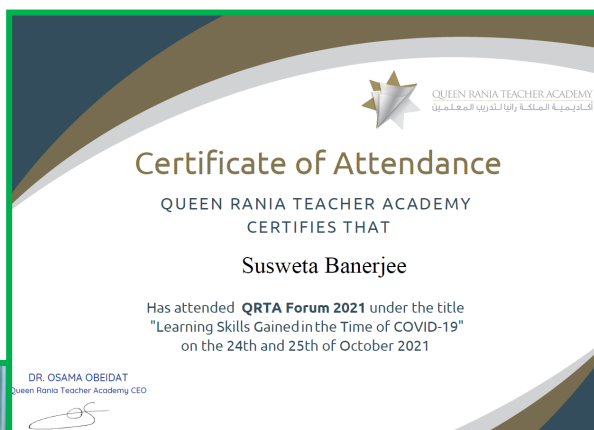 QUEEN RANIA TEACHER ACADEMY
أكاديمية الملكة رانيا لتدريب المعلمين
Certificate of Attendance
QUEEN RANIA TEACHER ACADEMY
CERTIFIES THAT
Susweta Banerjee
Has attended QRTA Forum 2021 under the title
"Learning Skills Gained in the Time of COVID-19"
on the 24th and 25th of October 2021
DR. OSAMA OBEIDAT
Queen Rania Teacher Academy CEO